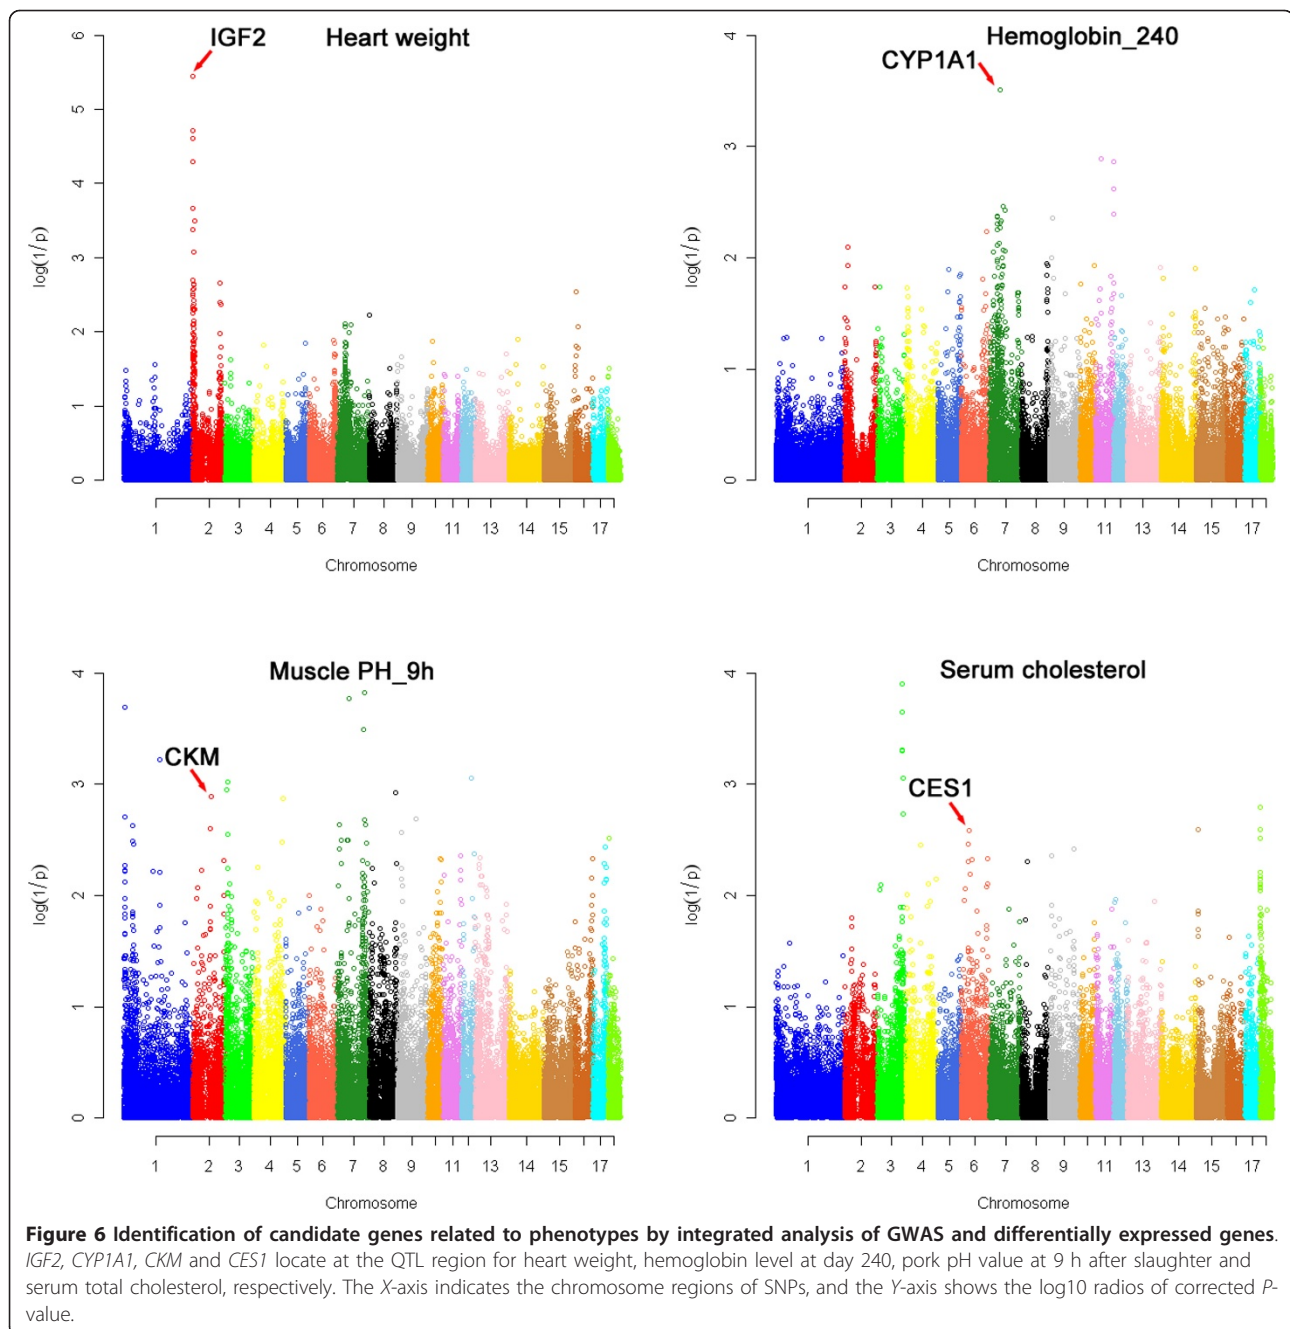 IGF2 Heart weight
6
5
4
3
2
1
0
log(1/p)
1 2 3 4 5 6 7 8 9 11 13 15 17
Chromosome
Hemoglobin_240
CYP1A1
4
3
2
1
0
log(1/p)
1 2 3 4 5 6 7 8 9 11 13 15 17
Chromosome
Muscle PH_9h
CKM
4
3
2
1
0
log(1/p)
1 2 3 4 5 6 7 8 9 11 13 15 17
Chromosome
Serum cholesterol
CES1
4
3
2
1
0
log(1/p)
1 2 3 4 5 6 7 8 9 11 13 15 17
Chromosome
Figure 6 Identification of candidate genes related to phenotypes by integrated analysis of GWAS and differentially expressed genes.
IGF2, CYP1A1, CKM and CES1 locate at the QTL region for heart weight, hemoglobin level at day 240, pork pH value at 9 h after slaughter and
serum total cholesterol, respectively. The X-axis indicates the chromosome regions of SNPs, and the Y-axis shows the log10 radios of corrected P-
value.